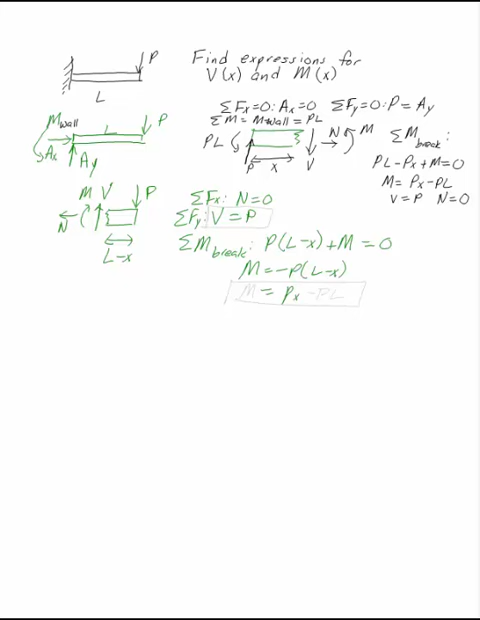 P
Find expressions for
V(x) and M(x)
L
ΣFx=0: Ax=0 ΣFy=0: P=Ay
ΣM = Mwall = PL
Mwall
L
P
Ax
Ay
PL
P
x
V
N
M
ΣMbreak:
PL-Px+M=0
M= Px-PL
V=P N=0
M V
P
N
L-x
ΣFx: N=0
ΣFy: V=P
ΣMbreak: P(L-x)+M=0
M=-P(L-x)
M = Px -PL